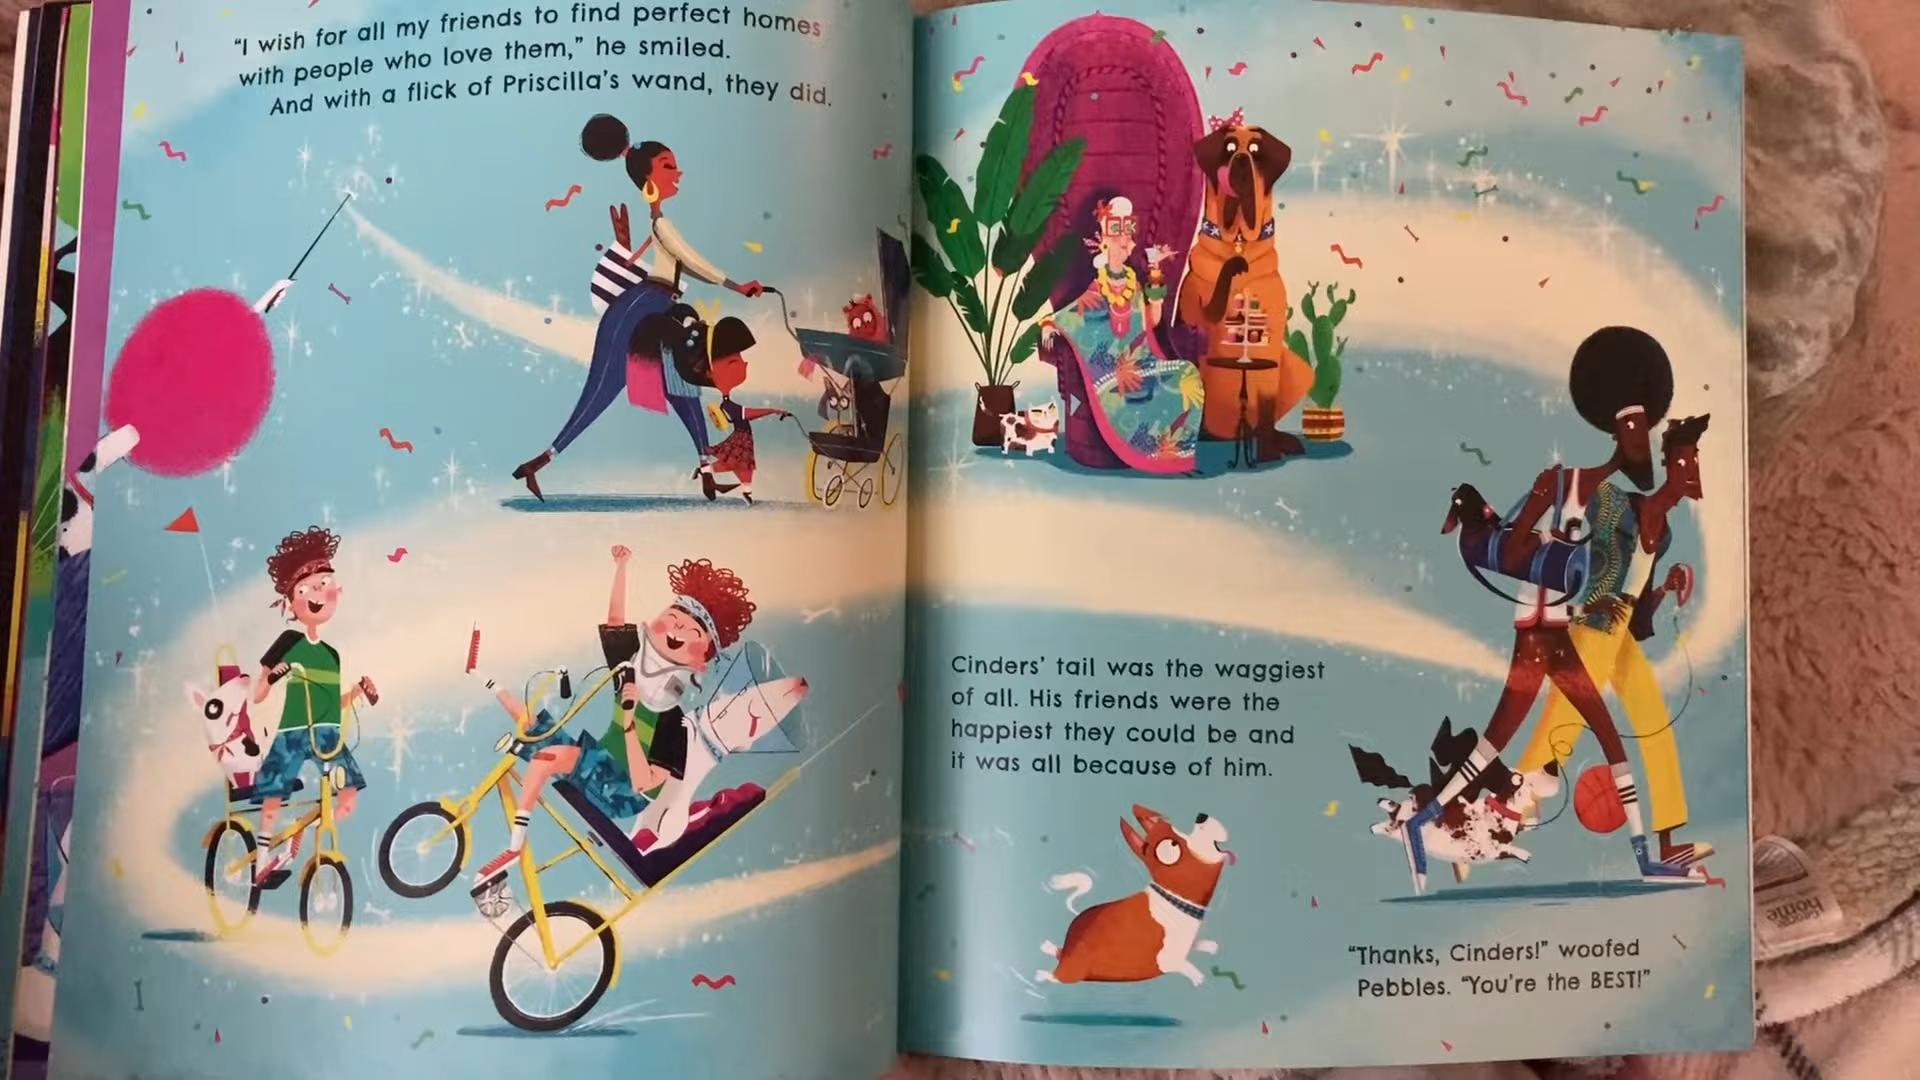 “I wish for all my friends to find perfect homes
with people who love them,” he smiled.
And with a flick of Priscilla’s wand, they did.
Cinders’ tail was the waggiest
of all. His friends were the
happiest they could be and
it was all because of him.
“Thanks, Cinders!” woofed
Pebbles. “You’re the BEST!”
home